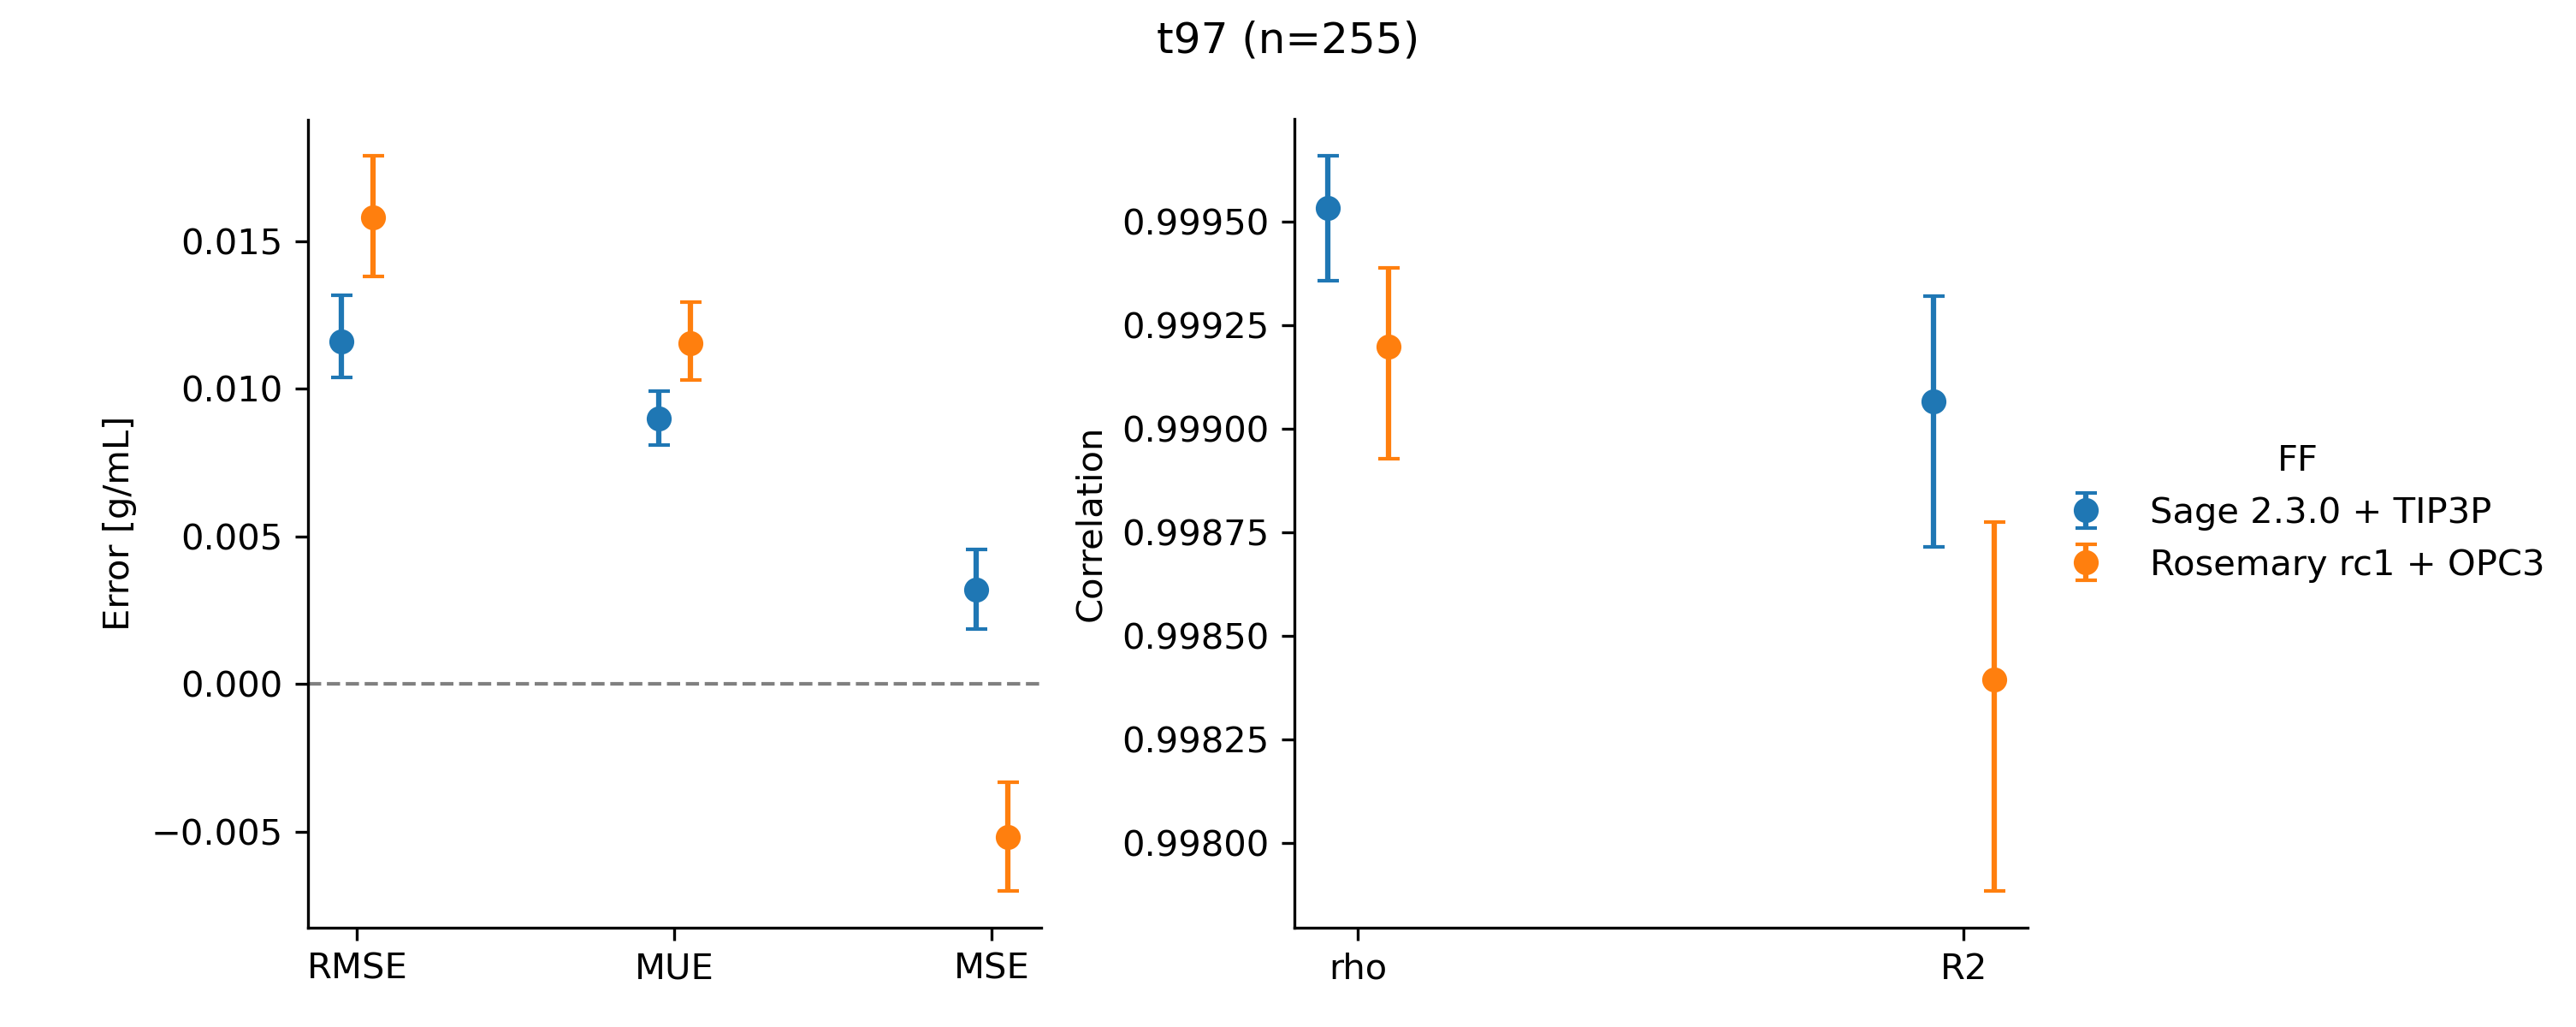 t97 (n=255)
Error [g/mL]
0.015
0.010
0.005
0.000
−0.005
RMSE
MUE
MSE
Correlation
0.99950
0.99925
0.99900
0.99875
0.99850
0.99825
0.99800
rho
R2
FF
Sage 2.3.0 + TIP3P
Rosemary rc1 + OPC3